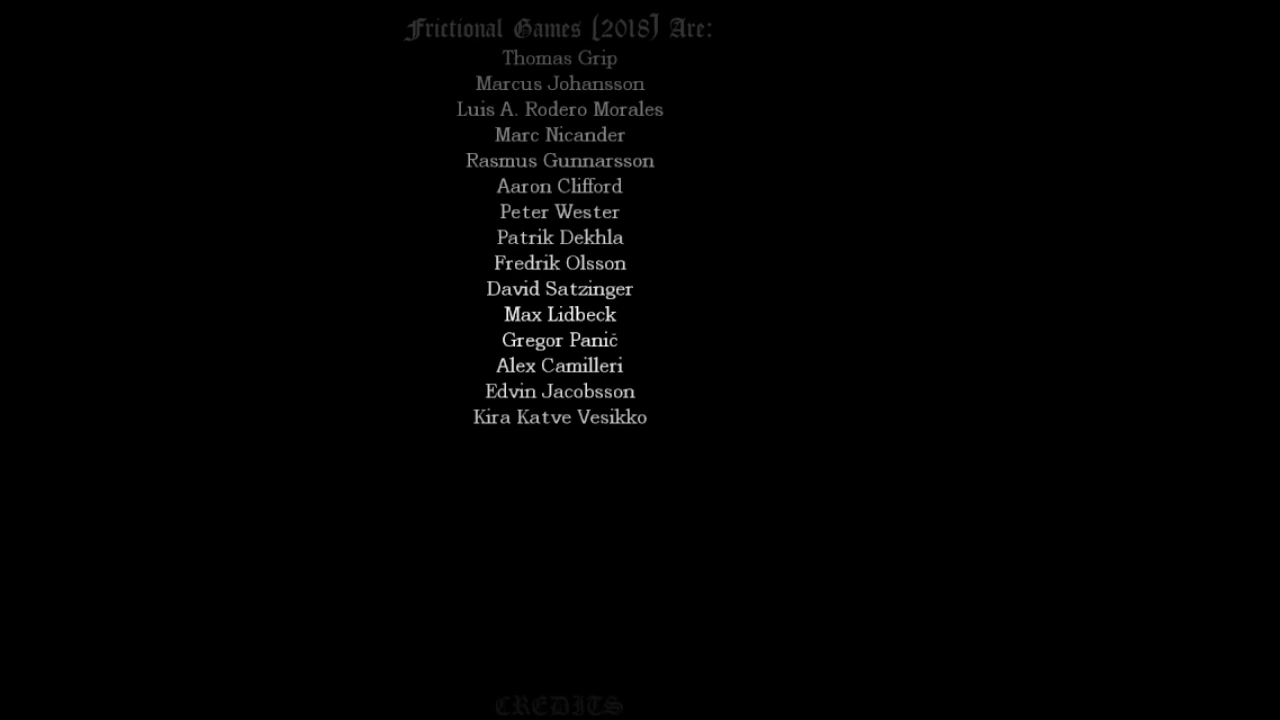 Frictional Games [2018] Are:
Thomas Grip
Marcus Johansson
Luis A. Rodero Morales
Marc Nicander
Rasmus Gunnarsson
Aaron Clifford
Peter Wester
Patrik Dekhla
Fredrik Olsson
David Satzinger
Max Lidbeck
Gregor Panič
Alex Camilleri
Edvin Jacobsson
Kira Katve Vesikko
CREDITS